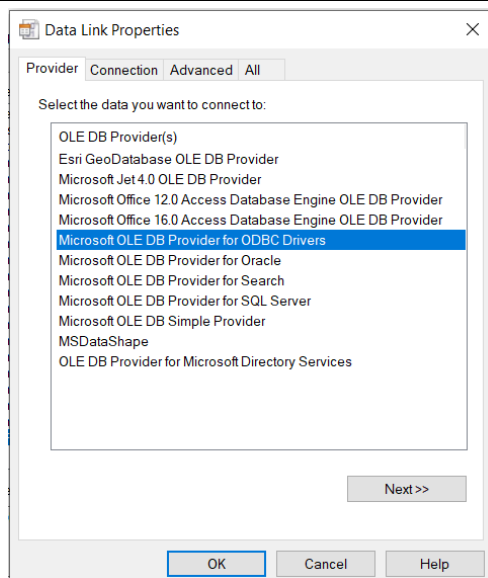 Data Link Properties
Provider Connection Advanced All
Select the data you want to connect to:
OLE DB Provider(s)
Esri GeoDatabase OLE DB Provider
Microsoft Jet 4.0 OLE DB Provider
Microsoft Office 12.0 Access Database Engine OLE DB Provider
Microsoft Office 16.0 Access Database Engine OLE DB Provider
Microsoft OLE DB Provider for ODBC Drivers
Microsoft OLE DB Provider for Oracle
Microsoft OLE DB Provider for Search
Microsoft OLE DB Provider for SQL Server
Microsoft OLE DB Simple Provider
MSDataShape
OLE DB Provider for Microsoft Directory Services
Next >>
OK Cancel Help